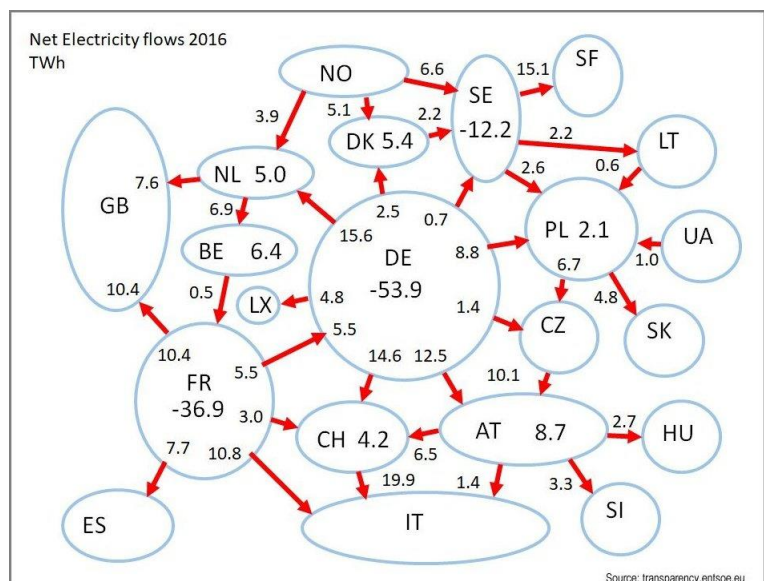 Net Electricity flows 2016
TWh
NO
6.6
SE
-12.2
15.1
SF
3.9
5.1
2.2
DK 5.4
2.2
LT
7.6
NL 5.0
2.6
0.6
GB
6.9
2.5
0.7
PL 2.1
UA
BE 6.4
15.6
DE
-53.9
8.8
6.7
1.0
10.4
0.5
LX
4.8
1.4
4.8
CZ
SK
10.4
5.5
5.5
14.6
12.5
10.1
FR
-36.9
3.0
CH 4.2
6.5
AT 8.7
2.7
HU
7.7
10.8
19.9
1.4
3.3
ES
IT
SI
Source: transparency.entsoe.eu